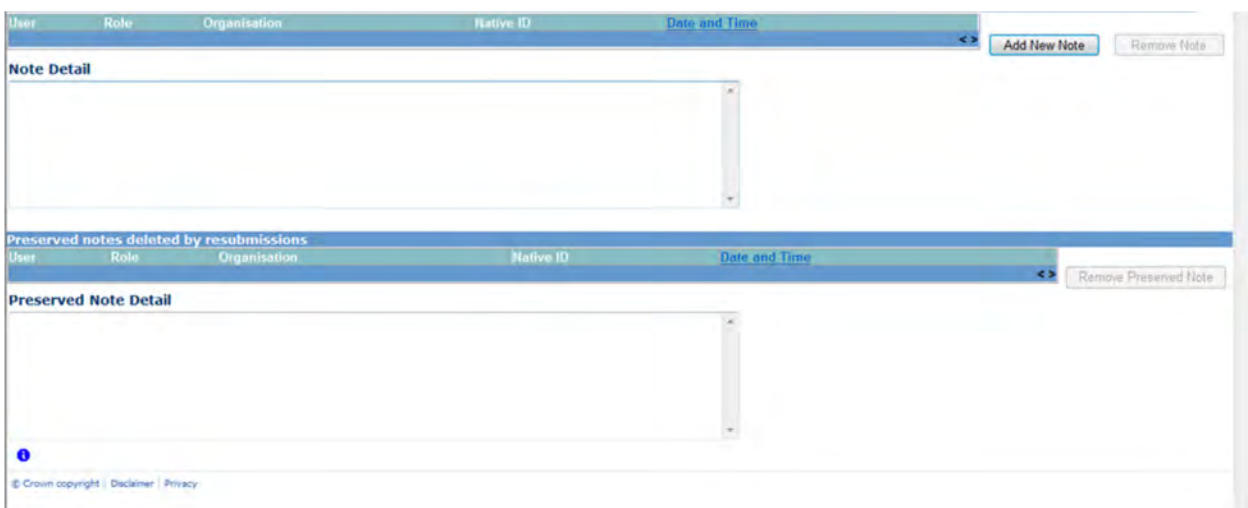 User Role Organisation Native ID Date and Time
< > Add New Note Remove Note
Note Detail
Preserved notes deleted by resubmissions
User Role Organisation Native ID Date and Time
< > Remove Preserved Note
Preserved Note Detail
© Crown copyright | Disclaimer | Privacy